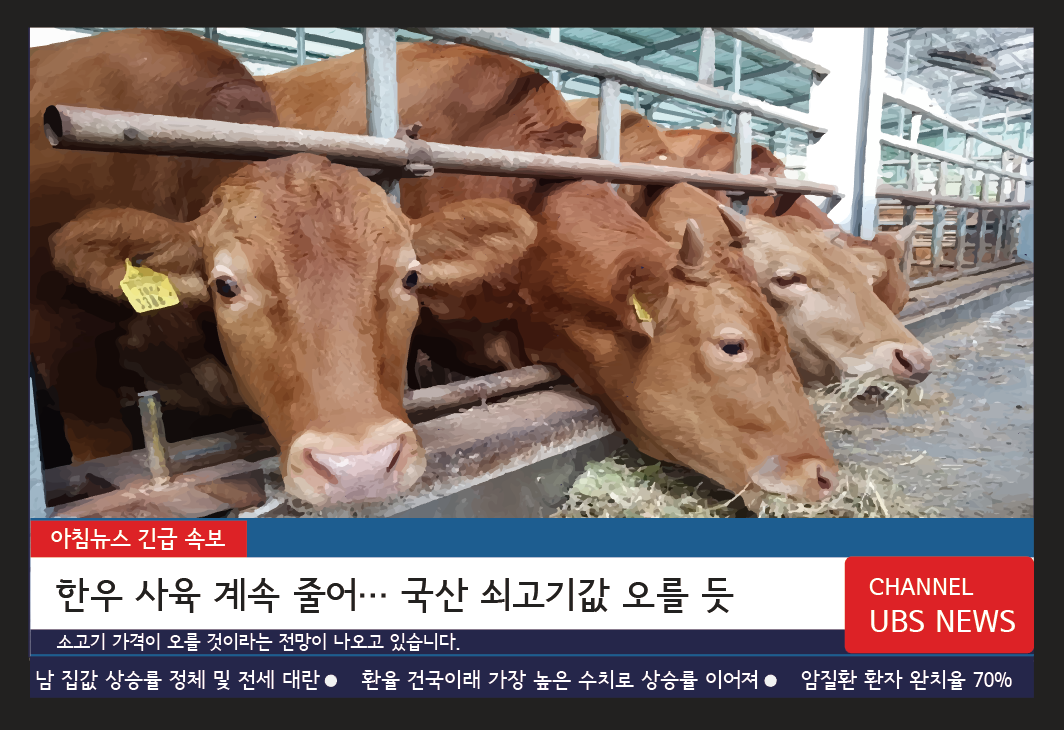 아침뉴스 긴급 속보
한우 사육 계속 줄어… 국산 쇠고기값 오를 듯
CHANNEL
UBS NEWS
소고기 가격이 오를 것이라는 전망이 나오고 있습니다.
남 집값 상승률 정체 및 전세 대란 ● 환율 건국이래 가장 높은 수치로 상승률 이어져 ● 암질환 환자 완치율 70%